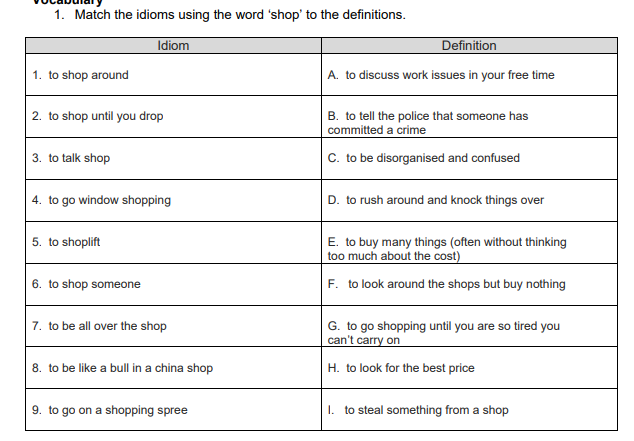 Vocabulary
1. Match the idioms using the word ‘shop’ to the definitions.
Idiom Definition
1. to shop around A. to discuss work issues in your free time
2. to shop until you drop B. to tell the police that someone has
committed a crime
3. to talk shop C. to be disorganised and confused
4. to go window shopping D. to rush around and knock things over
5. to shoplift E. to buy many things (often without thinking
too much about the cost)
6. to shop someone F. to look around the shops but buy nothing
7. to be all over the shop G. to go shopping until you are so tired you
can’t carry on
8. to be like a bull in a china shop H. to look for the best price
9. to go on a shopping spree I. to steal something from a shop